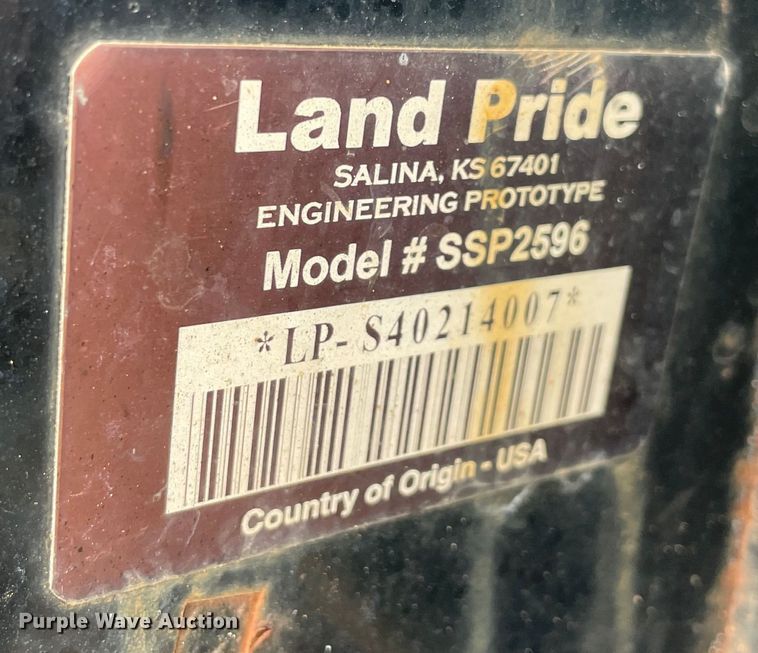 Land Pride
SALINA, KS 67401
ENGINEERING PROTOTYPE
Model # SSP2596
*LP- S40214007*
Country of Origin - USA
Purple Wave Auction